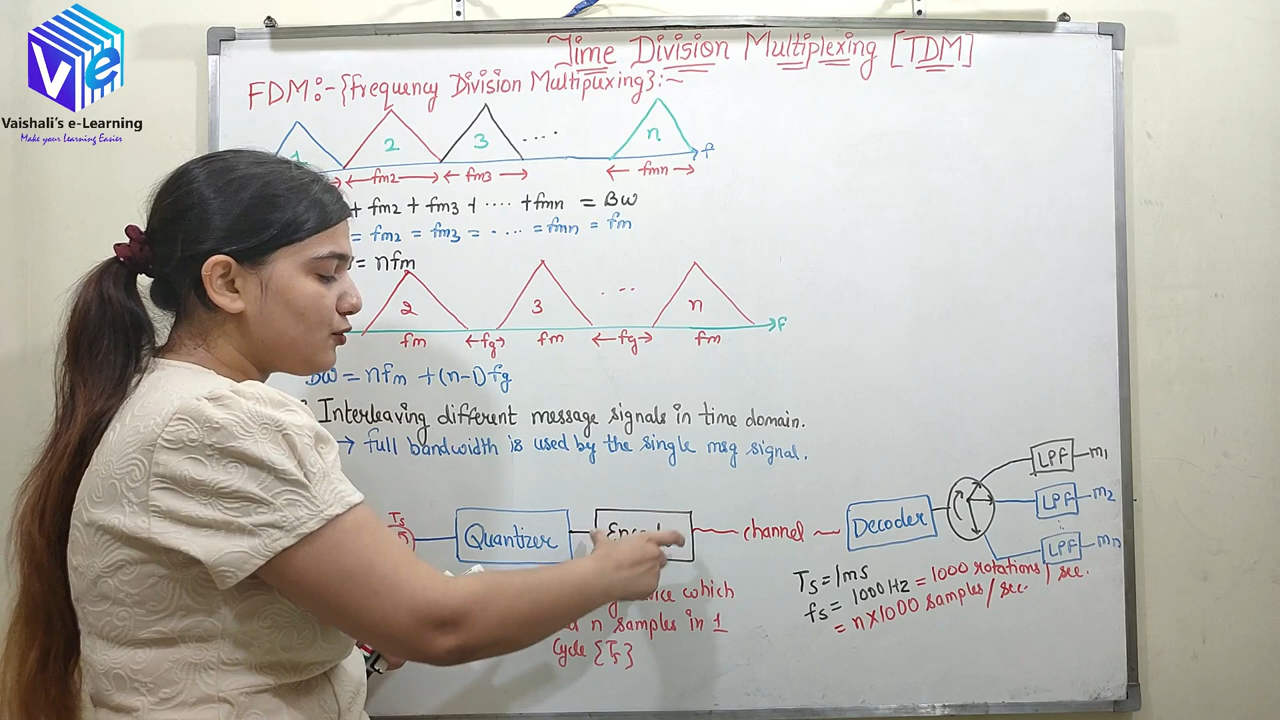 Vaishali's e-Learning
Make your Learning Easier
Time Division Multiplexing [TDM]
FDM:- {Frequency Division Multipuxing}:~
1 2 3 .... n f
fm2 fm3 fmn
+ fm2 + fm3 + .... + fmn = BW
= fm2 = fm3 = ..... = fmn = fm
= nfm
2 3 ... n f
fm fg fm fg fm
BW = nfm + (n-1)fg
Interleaving different message signals in time domain.
→ full bandwidth is used by the single msg signal.
Ts Quantizer channel Decoder
LPF m1
LPF m2
LPF mn
which
n samples in 1
Cycle {Ts}
Ts = 1ms
fs = 1000 Hz = 1000 rotations / sec.
= n×1000 samples / sec.